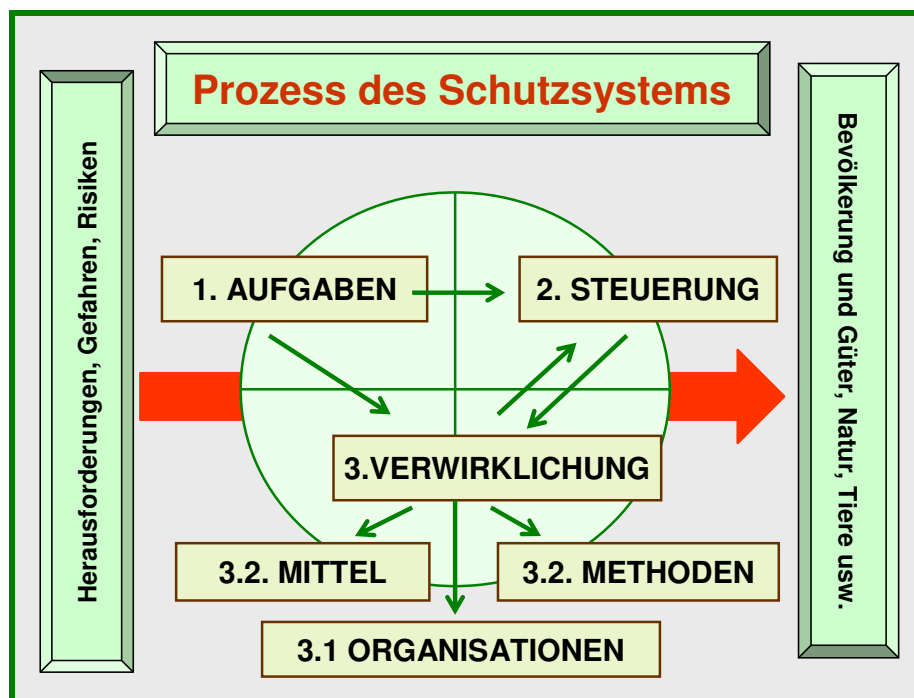 Prozess des Schutzsystems
Herausforderungen, Gefahren, Risiken
1. AUFGABEN
2. STEUERUNG
3.VERWIRKLICHUNG
3.2. MITTEL
3.2. METHODEN
3.1 ORGANISATIONEN
Bevölkerung und Güter, Natur, Tiere usw.